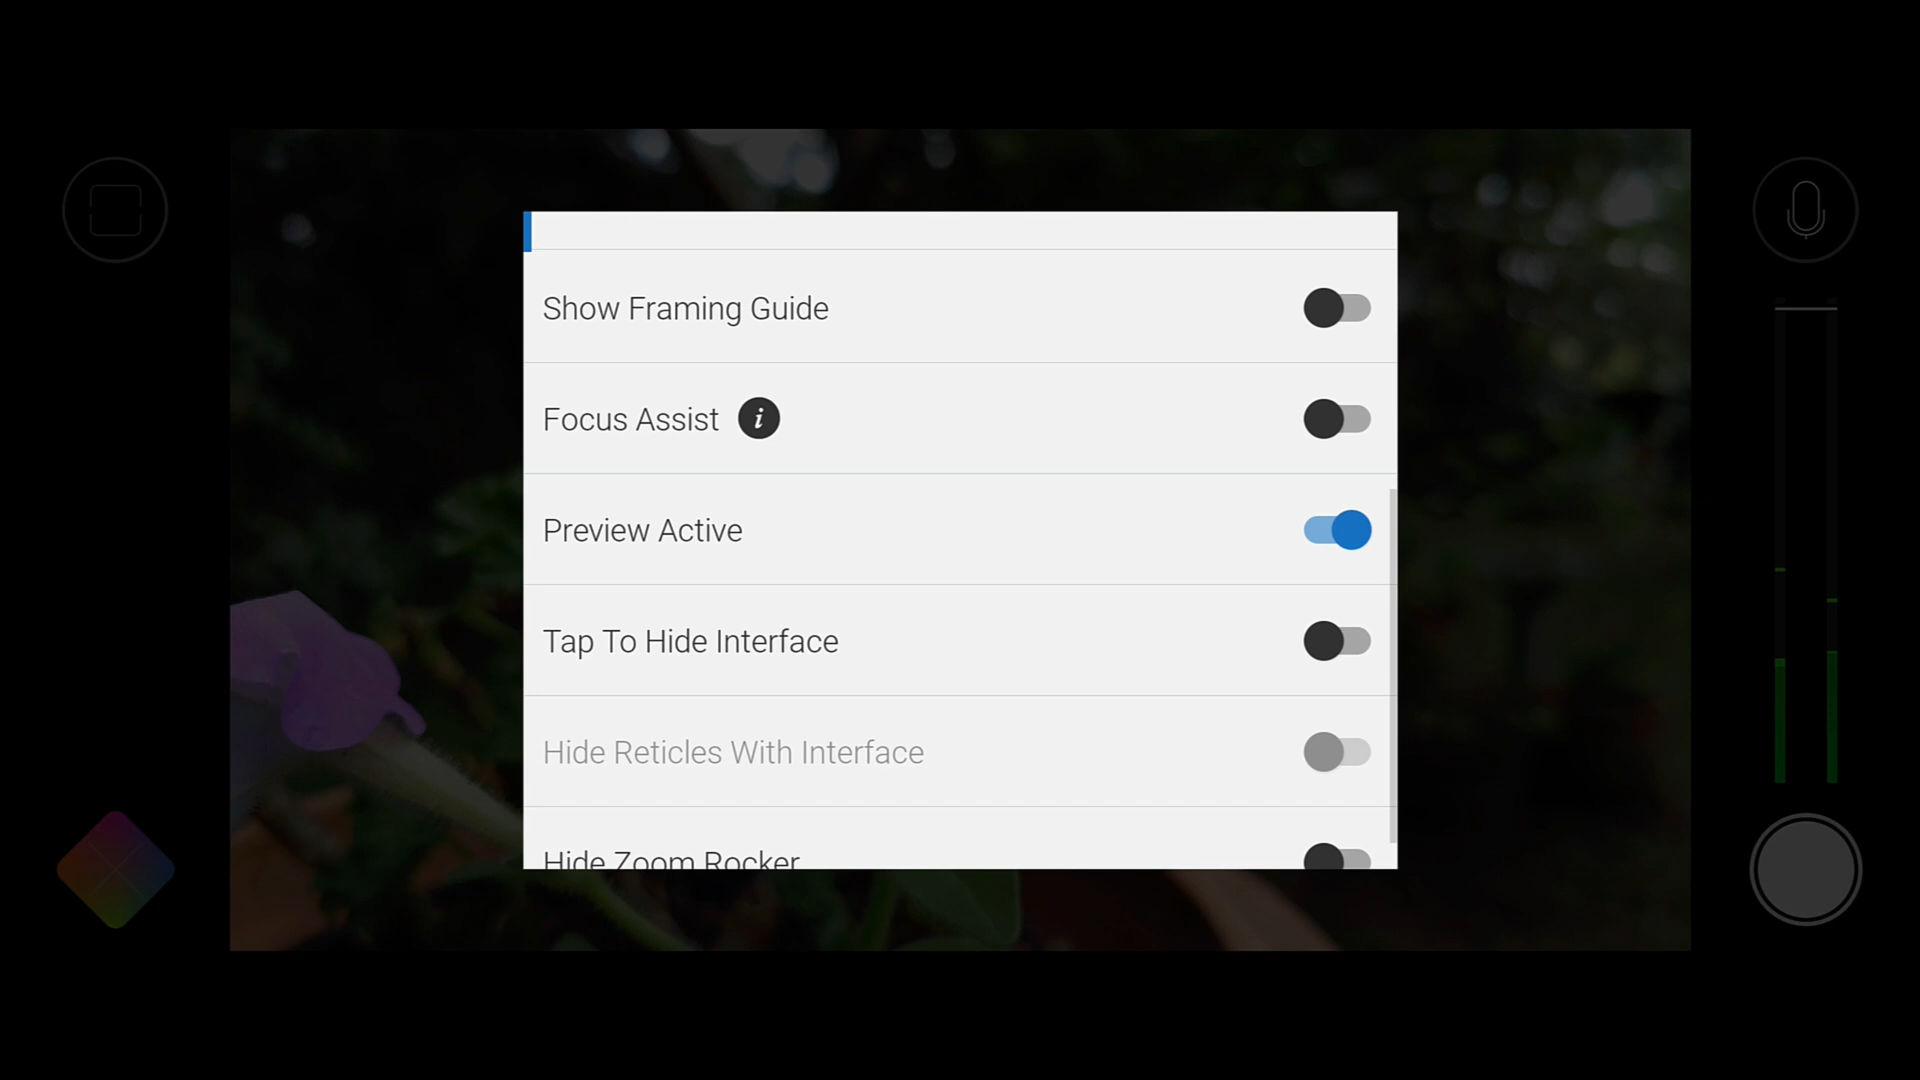 Show Framing Guide
Focus Assist i
Preview Active
Tap To Hide Interface
Hide Reticles With Interface
Hide Zoom Rocker